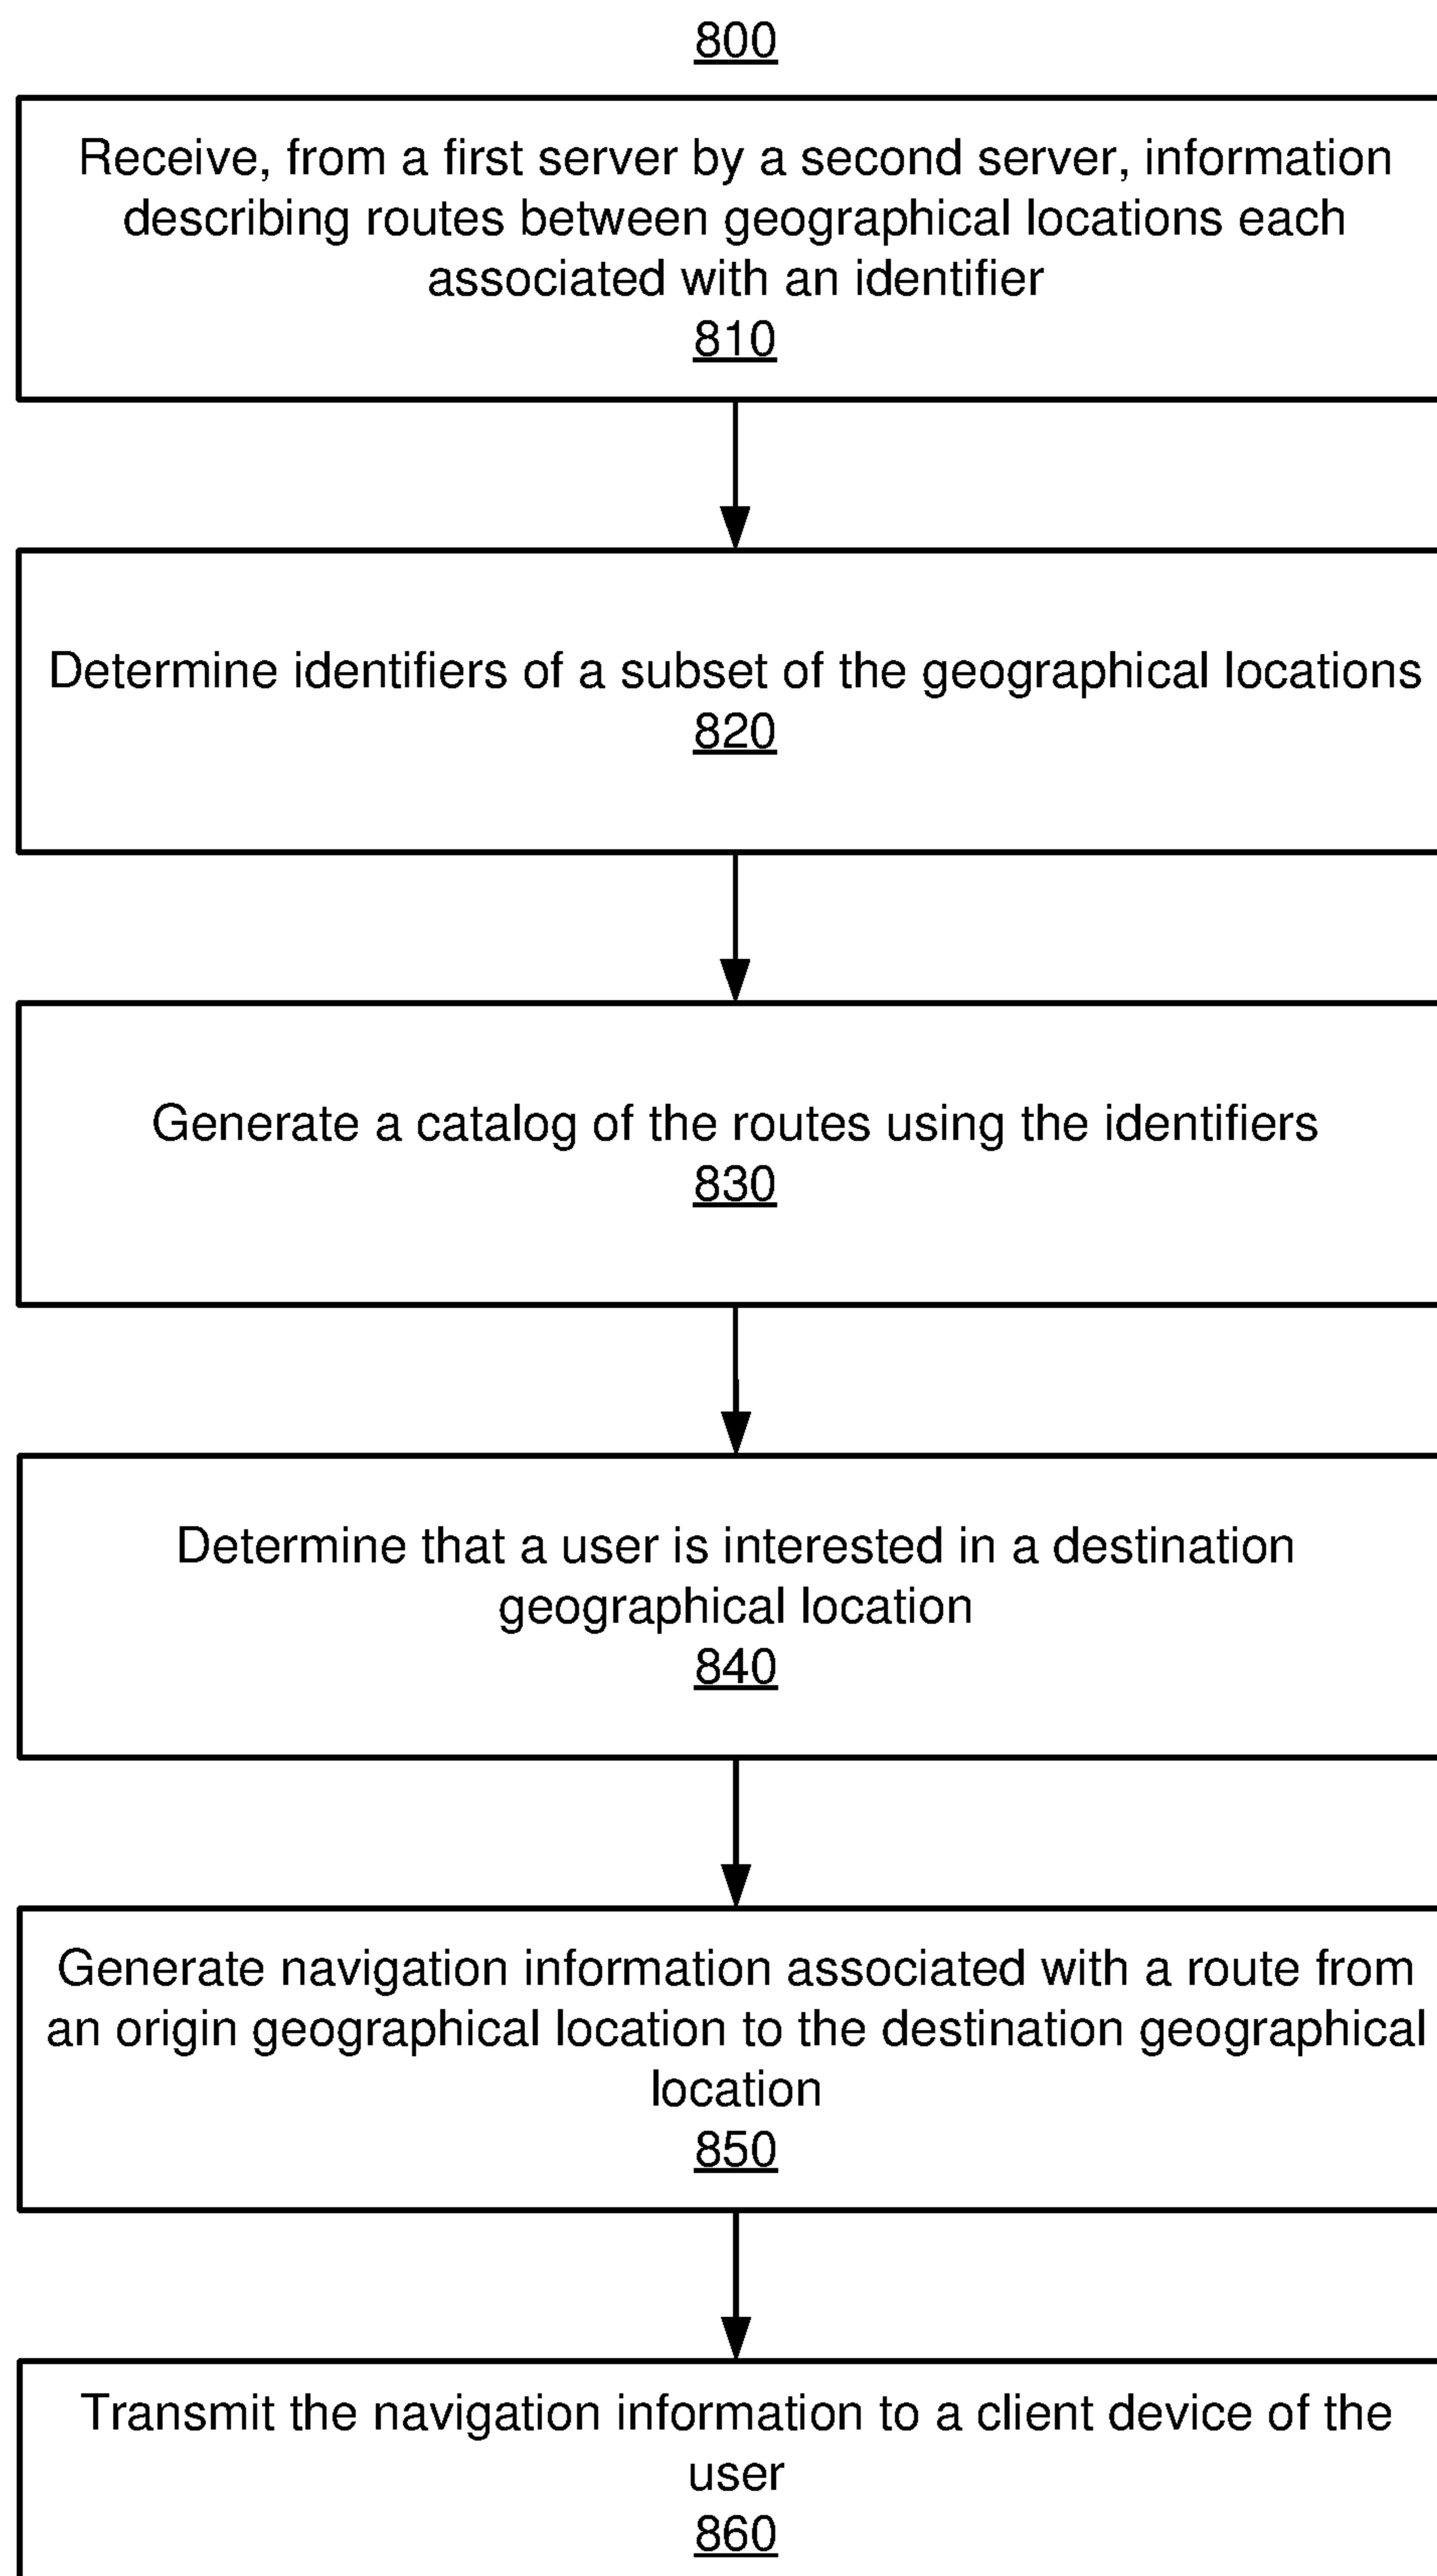 800
Receive, from a first server by a second server, information
describing routes between geographical locations each
associated with an identifier
810
Determine identifiers of a subset of the geographical locations
820
Generate a catalog of the routes using the identifiers
830
Determine that a user is interested in a destination
geographical location
840
Generate navigation information associated with a route from
an origin geographical location to the destination geographical
location
850
Transmit the navigation information to a client device of the
user
860